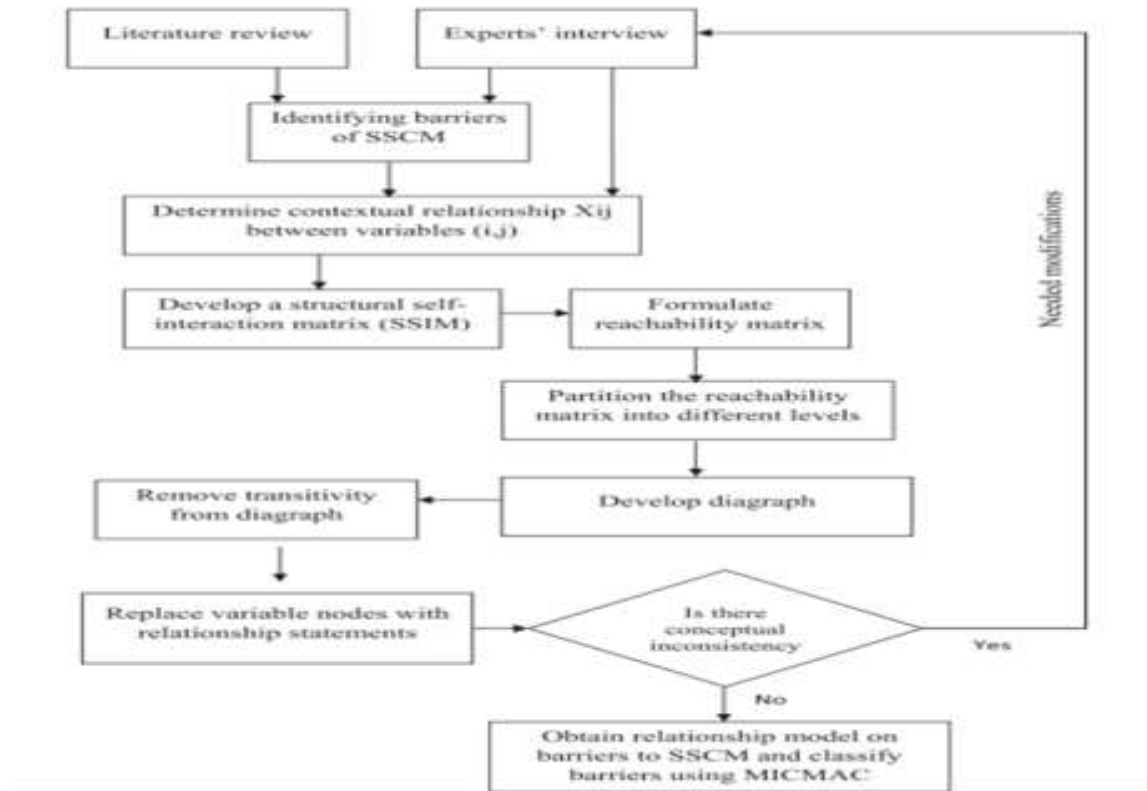 Literature review
Experts' interview
Identifying barriers
of SSCM
Determine contextual relationship Xij
between variables (i,j)
Develop a structural self-
interaction matrix (SSIM)
Formulate
reachability matrix
Partition the reachability
matrix into different levels
Develop diagraph
Remove transitivity
from diagraph
Replace variable nodes with
relationship statements
Is there
conceptual
inconsistency
Yes
Needed modifications
No
Obtain relationship model on
barriers to SSCM and classify
barriers using MICMAC